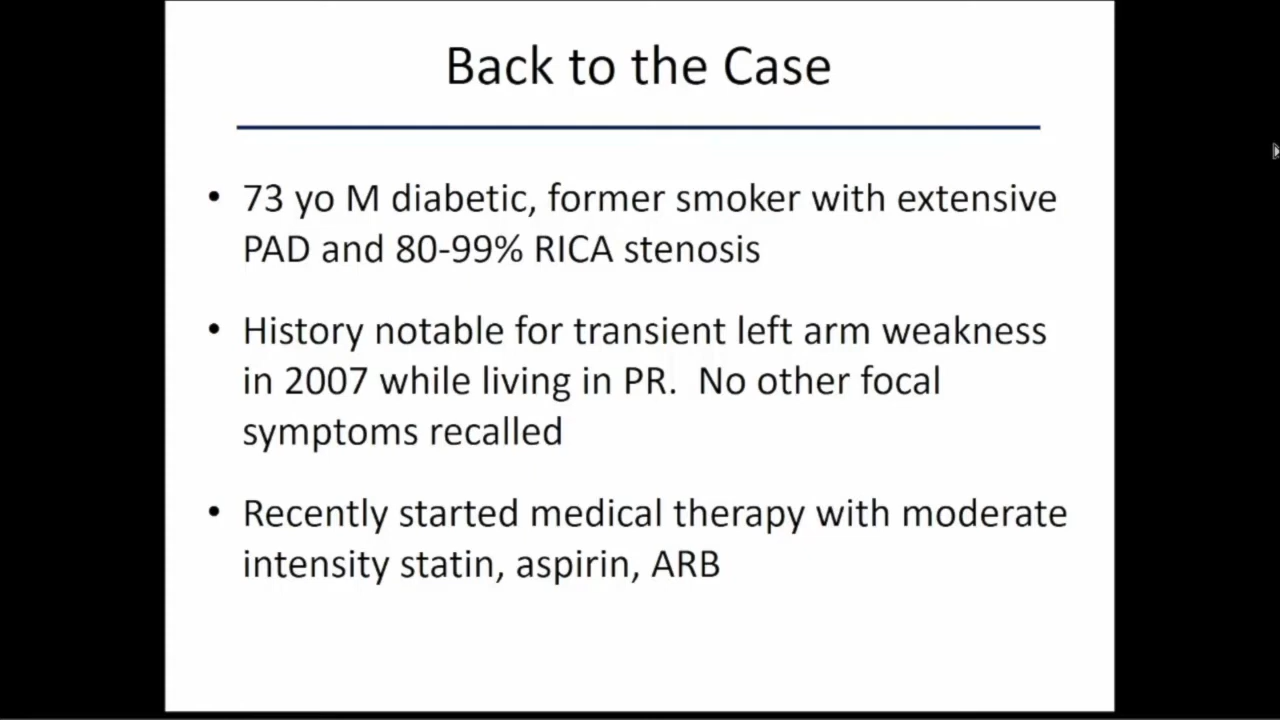 Back to the Case
• 73 yo M diabetic, former smoker with extensive
PAD and 80-99% RICA stenosis
• History notable for transient left arm weakness
in 2007 while living in PR.  No other focal
symptoms recalled
• Recently started medical therapy with moderate
intensity statin, aspirin, ARB